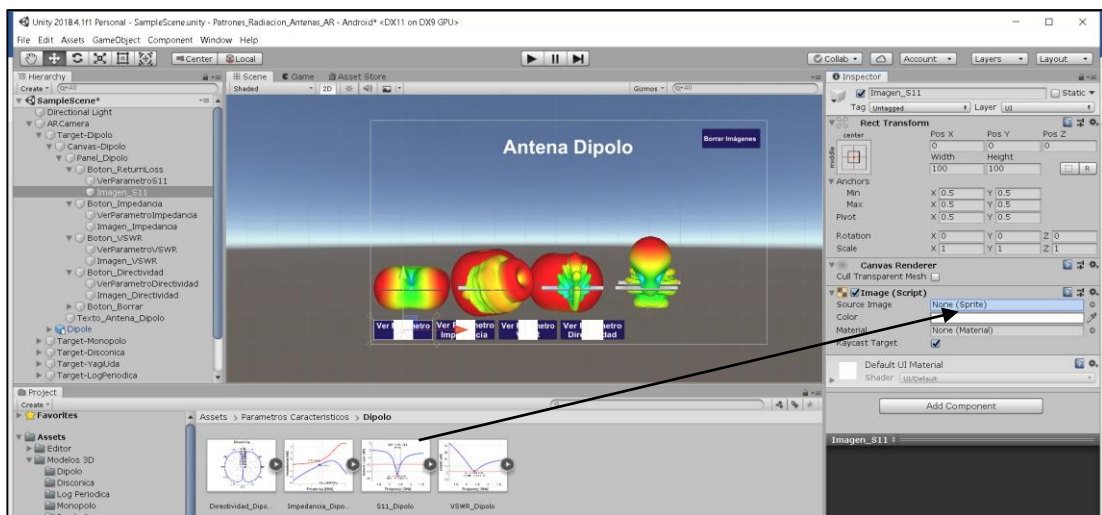 Unity 2018.4.1f1 Personal - SampleScene.unity - Patrones_Radiacion_Antenas_AR - Android* <DX11 on DX9 GPU>
File Edit Assets GameObject Component Window Help
Center Local Collab Account Layers Layout
Hierarchy
Create All
SampleScene*
Directional Light
ARCamera
Target-Dipolo
Canvas-Dipolo
Panel_Dipolo
Boton_ReturnLoss
VerParametroS11
Imagen_S11
Boton_Impedancia
VerParametroImpedancia
Imagen_Impedancia
Boton_VSWR
VerParametroVSWR
Imagen_VSWR
Boton_Directividad
VerParametroDirectividad
Imagen_Directividad
Boton_Borrar
Texto_Antena_Dipolo
Dipole
Target-Monopolo
Target-Disconica
Target-YagiUda
Target-LogPeriodica
Scene Game Asset Store
Shaded 2D Gizmos All
Antena Dipolo
Borrar Imágenes
Inspector
Imagen_S11 Static
Tag Untagged Layer UI
Rect Transform
center Pos X Pos Y Pos Z
middle 0 0 0
Width Height
100 100 R
Anchors
Min X 0.5 Y 0.5
Max X 0.5 Y 0.5
Pivot X 0.5 Y 0.5
Rotation X 0 Y 0 Z 0
Scale X 1 Y 1 Z 1
Canvas Renderer
Cull Transparent Mesh
Image (Script)
Source Image None (Sprite)
Color
Material None (Material)
Raycast Target
Default UI Material
Shader UI/Default
Add Component
Imagen_S11
Project
Create
Favorites
Assets
Editor
Modelos 3D
Dipolo
Disconica
Log Periodica
Monopolo
Assets > Parametros Caracteristicos > Dipolo
Directividad_Dipo... Impedancia_Dipo... S11_Dipolo VSWR_Dipolo